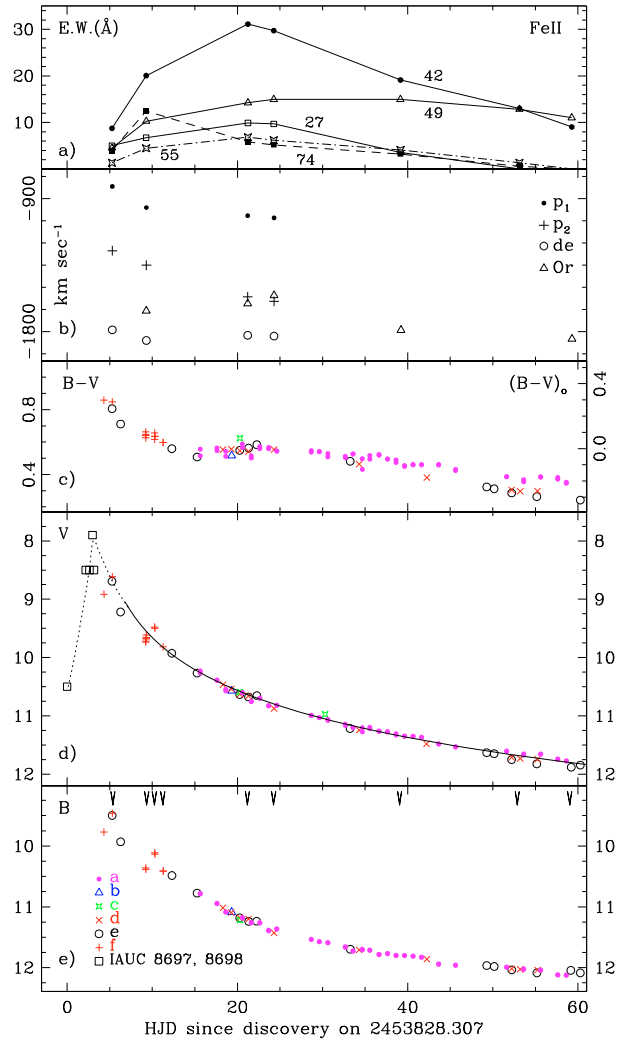 E.W.(Å) FeII
30
20
10
42
49
27
55
74
a)
-900
-1800
km sec⁻¹
p₁
p₂
de
Or
b)
B-V (B-V)ₒ
0.8
0.4
0.4
0.0
c)
V
8
9
10
11
12
8
9
10
11
12
d)
B
10
11
12
10
11
12
a
b
c
d
e
f
IAUC 8697, 8698
e)
0 20 40 60
HJD since discovery on 2453828.307